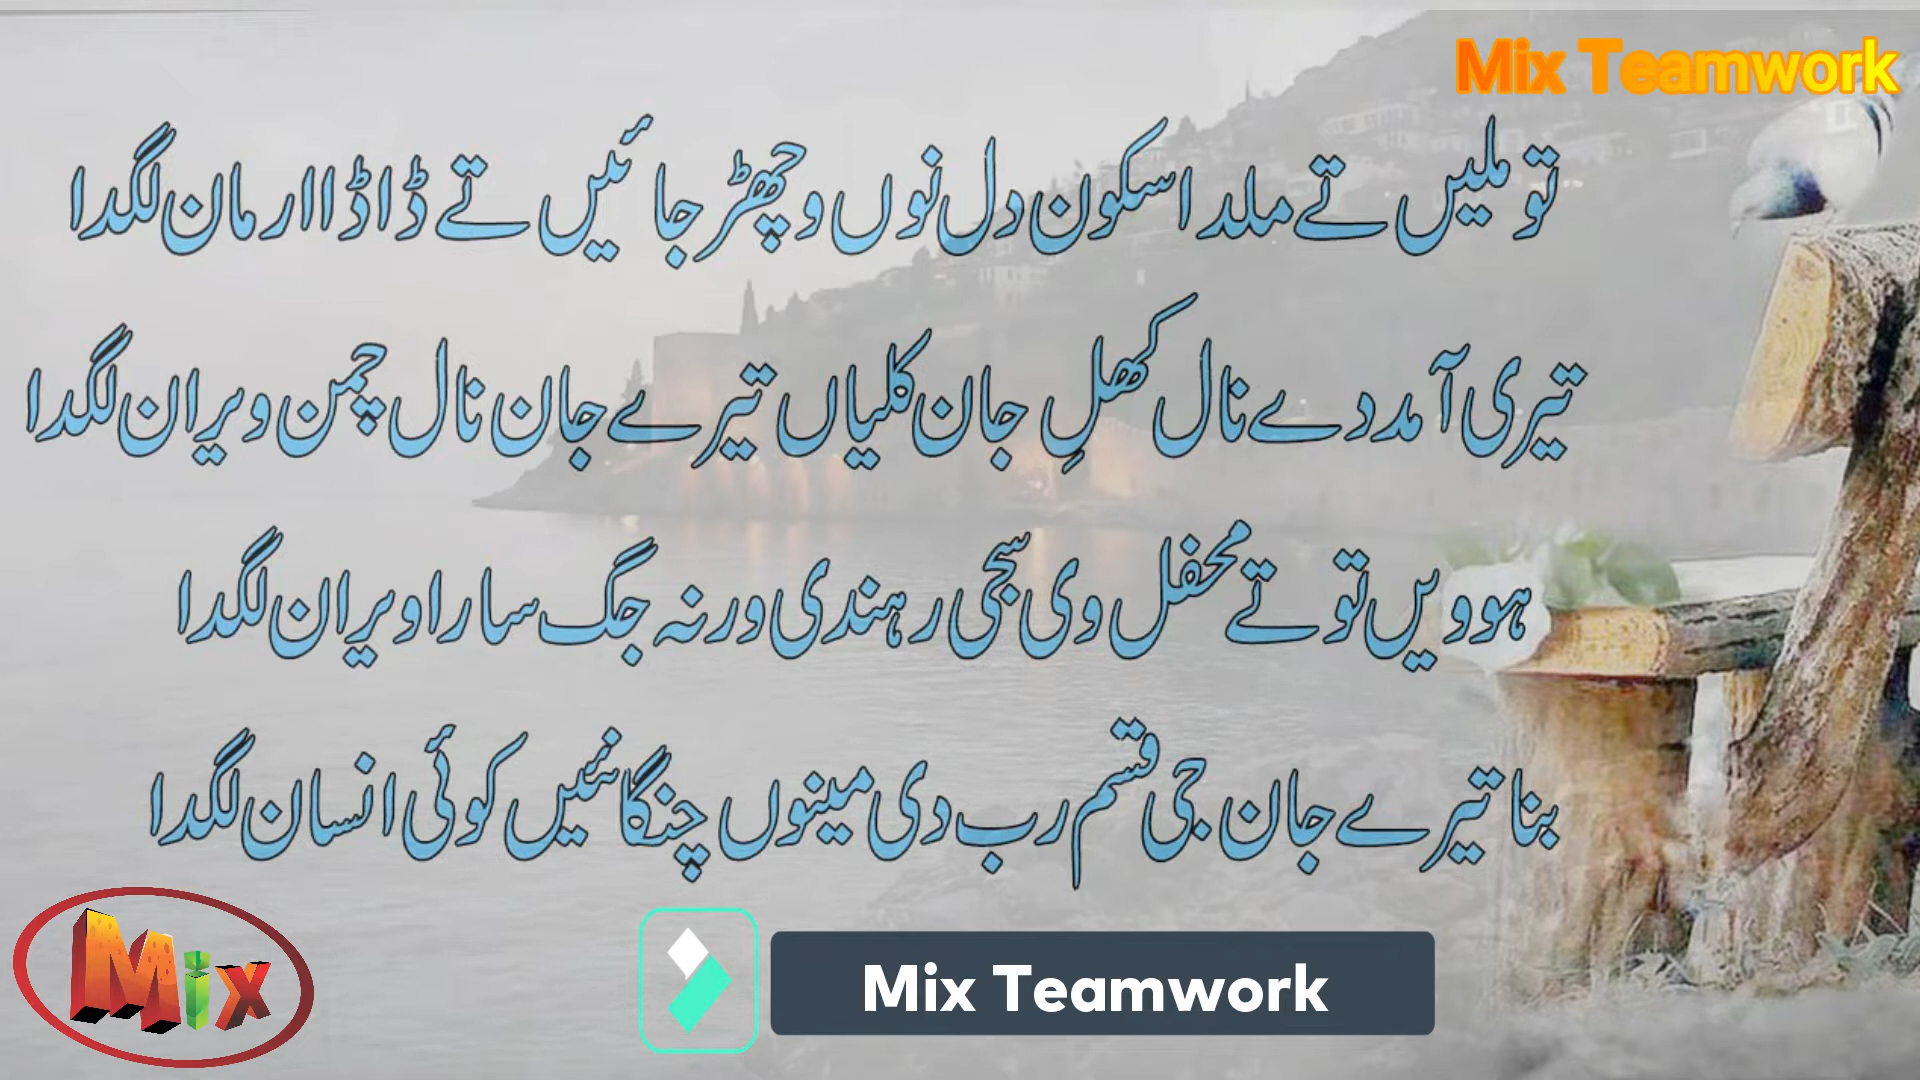 Mix Teamwork
تو ملیں تے ملدا سکون دل نوں وچھڑ جائیں تے ڈاڈا ارمان لگدا
تیری آمد دے نال کھلِ جان کلیاں تیرے جان نال چمن ویران لگدا
ہوویں تو تے محفل وی سجی رہندی ورنہ جگ سارا ویران لگدا
بنا تیرے جان جی قسم رب دی مینوں چنگا نئیں کوئی انسان لگدا
Mix
Mix Teamwork